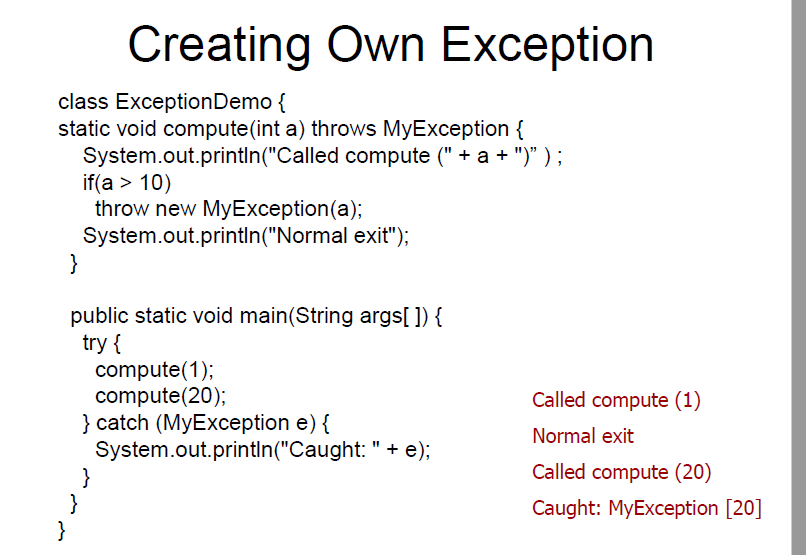 Creating Own Exception
class ExceptionDemo {
static void compute(int a) throws MyException {
System.out.println("Called compute (" + a + ")” ) ;
if(a > 10)
throw new MyException(a);
System.out.println("Normal exit");
}
public static void main(String args[ ]) {
try {
compute(1);
compute(20);
} catch (MyException e) {
System.out.println("Caught: " + e);
}
}
}
Called compute (1)
Normal exit
Called compute (20)
Caught: MyException [20]